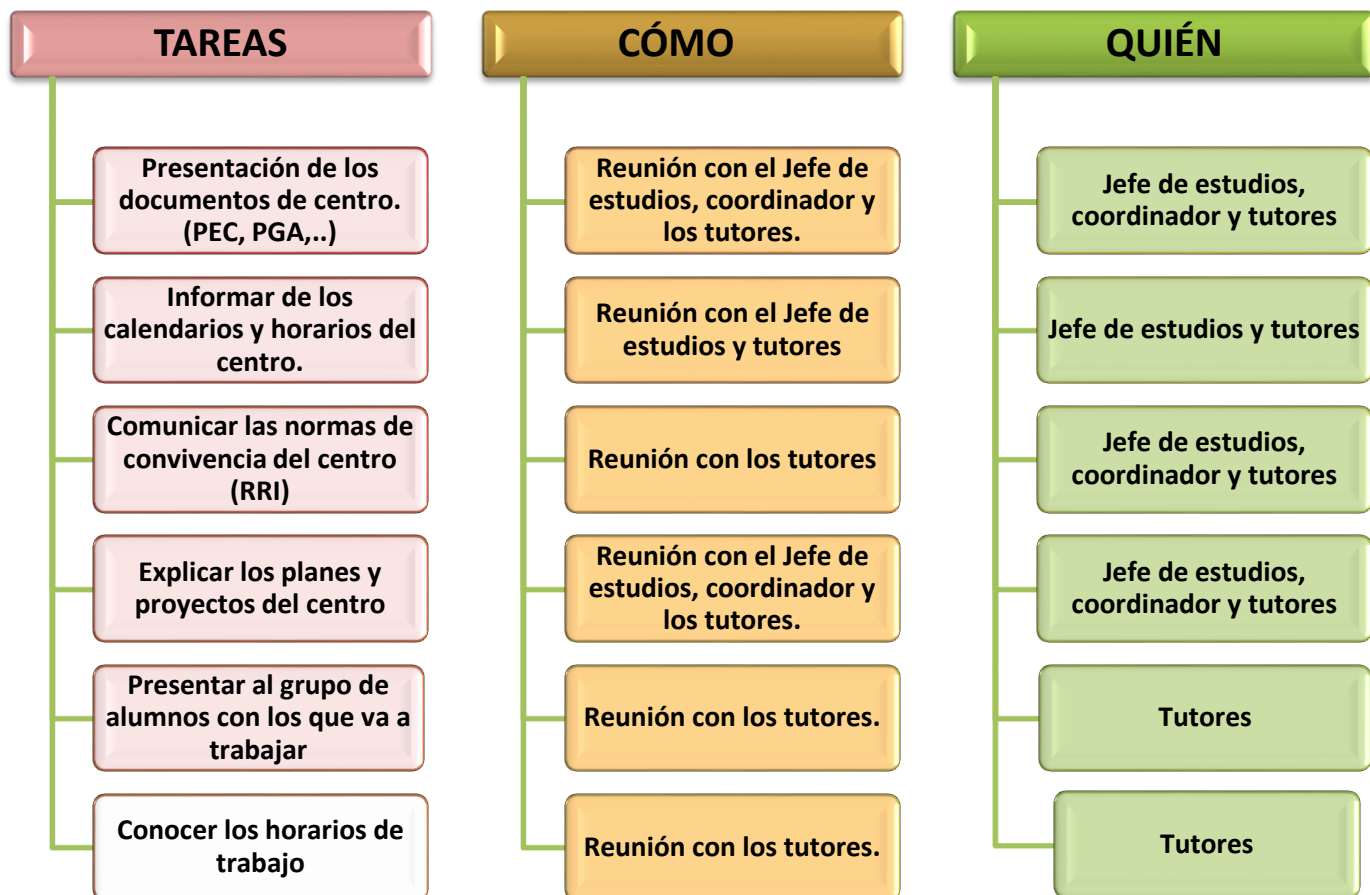 TAREAS
Presentación de los
documentos de centro.
(PEC, PGA,..)
Informar de los
calendarios y horarios del
centro.
Comunicar las normas de
convivencia del centro
(RRI)
Explicar los planes y
proyectos del centro
Presentar al grupo de
alumnos con los que va a
trabajar
Conocer los horarios de
trabajo
CÓMO
Reunión con el Jefe de
estudios, coordinador y
los tutores.
Reunión con el Jefe de
estudios y tutores
Reunión con los tutores
Reunión con el Jefe de
estudios, coordinador y
los tutores.
Reunión con los tutores.
Reunión con los tutores.
QUIÉN
Jefe de estudios,
coordinador y tutores
Jefe de estudios y tutores
Jefe de estudios,
coordinador y tutores
Jefe de estudios,
coordinador y tutores
Tutores
Tutores